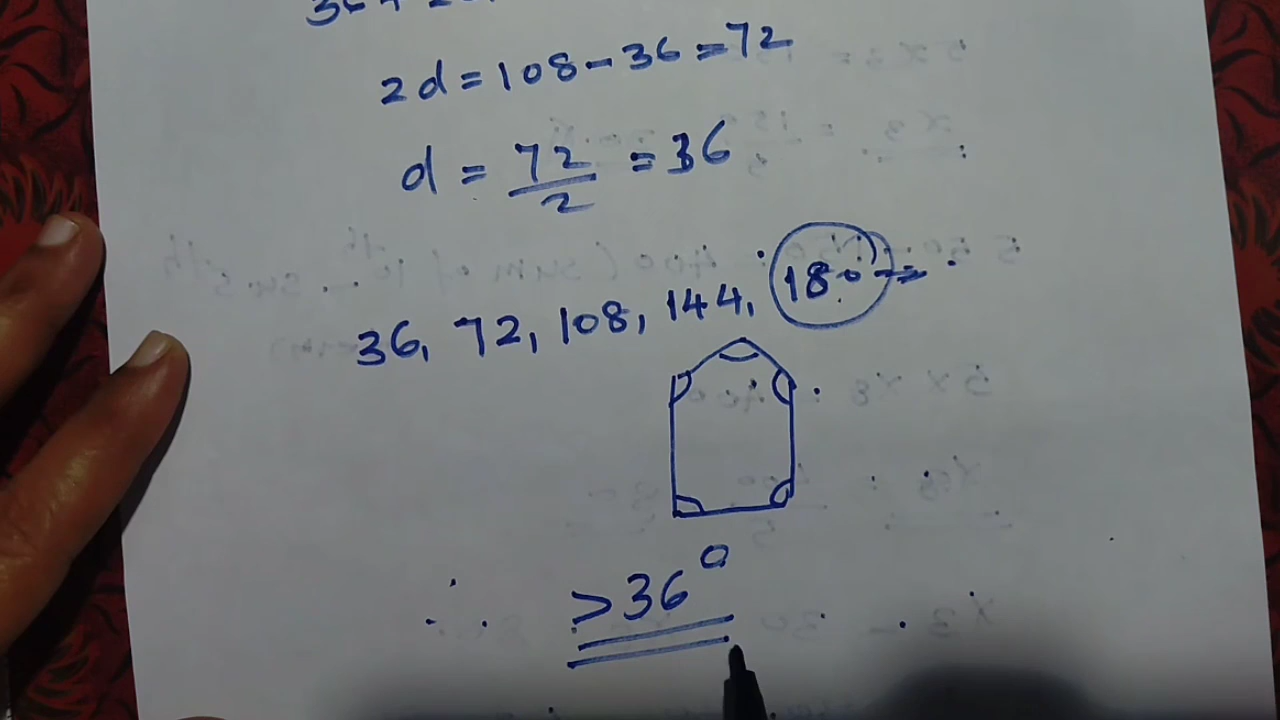 2d = 108 - 36 = 72
d = 72/2 = 36
36, 72, 108, 144, 180 →
∴ > 36°